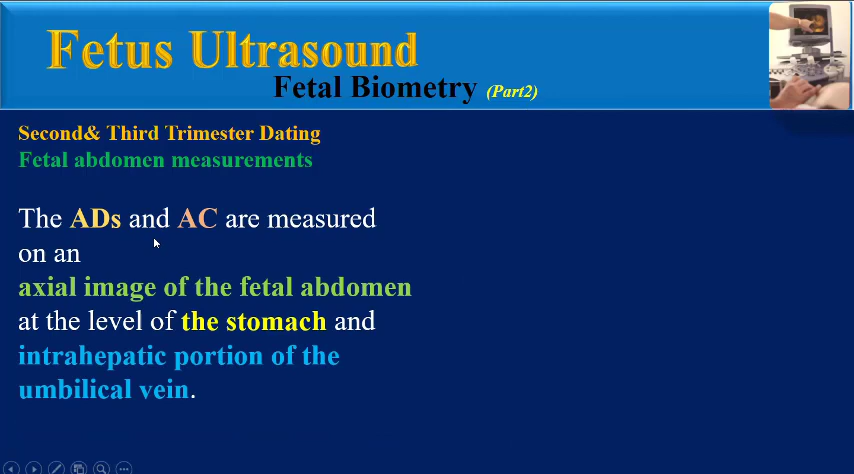 Fetus Ultrasound
Fetal Biometry (Part2)
Second& Third Trimester Dating
Fetal abdomen measurements
The ADs and AC are measured
on an
axial image of the fetal abdomen
at the level of the stomach and
intrahepatic portion of the
umbilical vein.